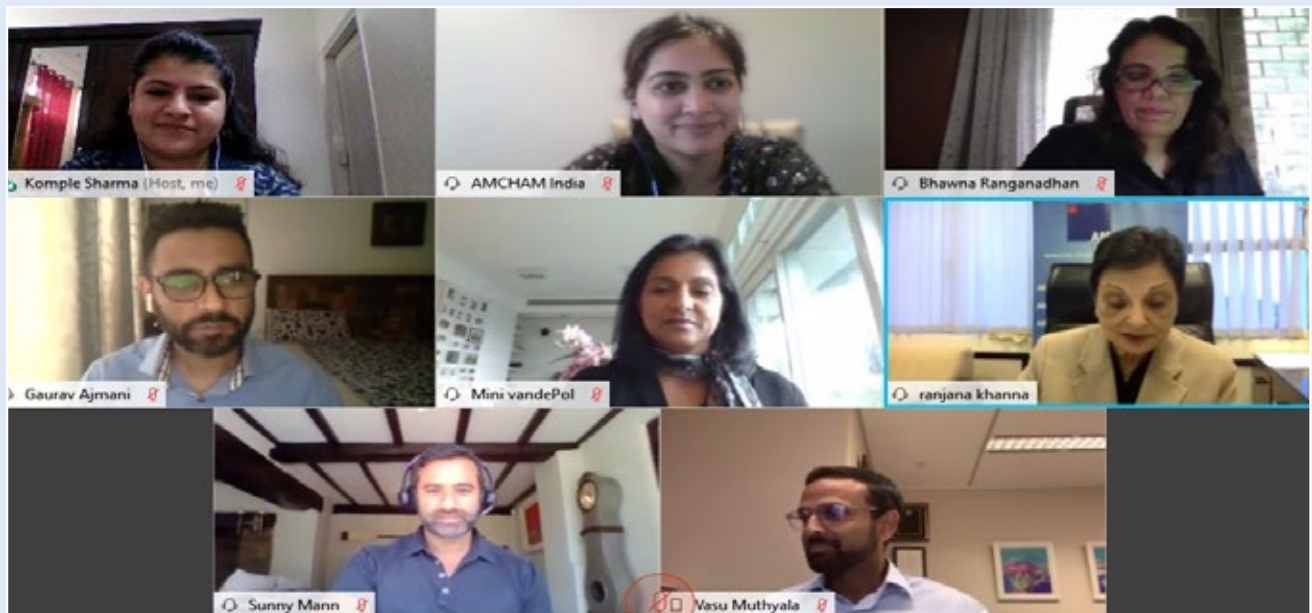 Komple Sharma (Host, me)
AMCHAM India
Bhawna Ranganadhan
Gaurav Ajmani
Mini vandePol
ranjana khanna
Sunny Mann
Vasu Muthyala